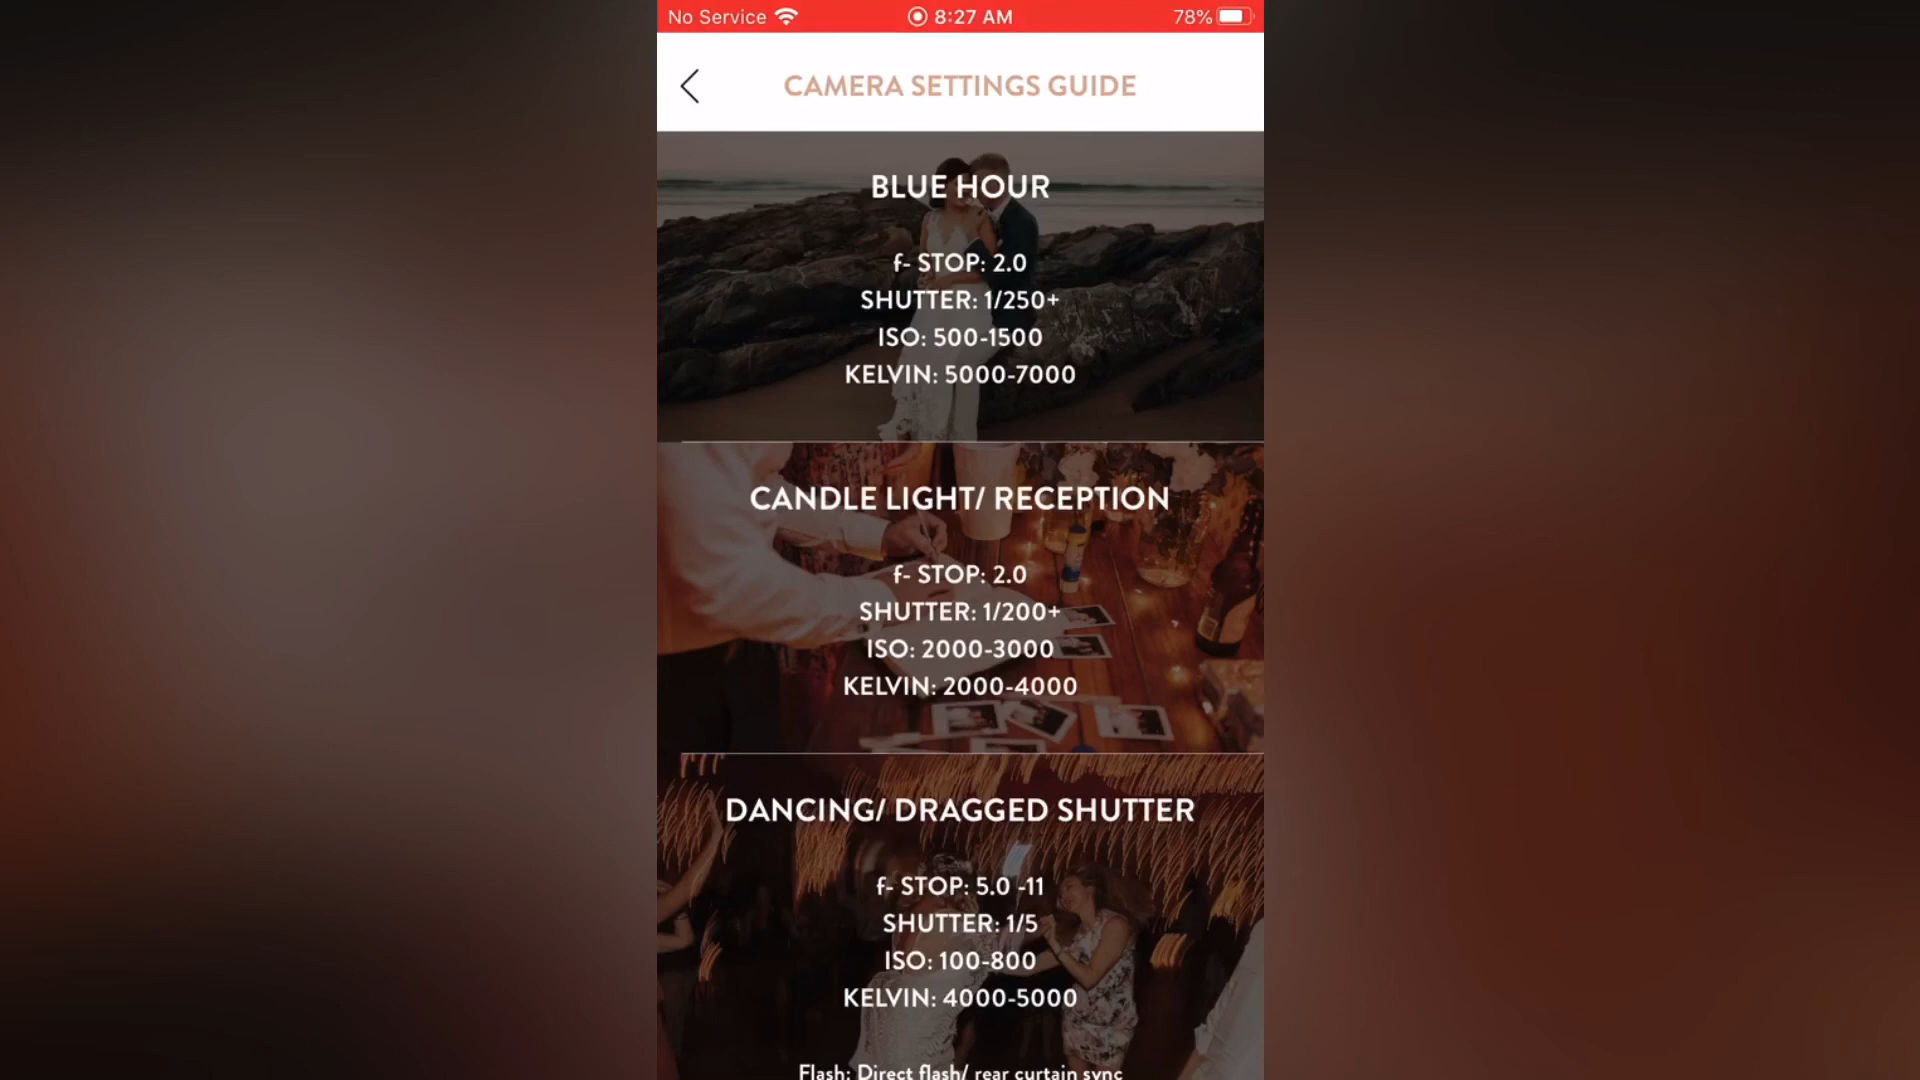 No Service 8:27 AM 78%
CAMERA SETTINGS GUIDE
BLUE HOUR
f- STOP: 2.0
SHUTTER: 1/250+
ISO: 500-1500
KELVIN: 5000-7000
CANDLE LIGHT/ RECEPTION
f- STOP: 2.0
SHUTTER: 1/200+
ISO: 2000-3000
KELVIN: 2000-4000
DANCING/ DRAGGED SHUTTER
f- STOP: 5.0 -11
SHUTTER: 1/5
ISO: 100-800
KELVIN: 4000-5000
Flash: Direct flash/ rear curtain sync